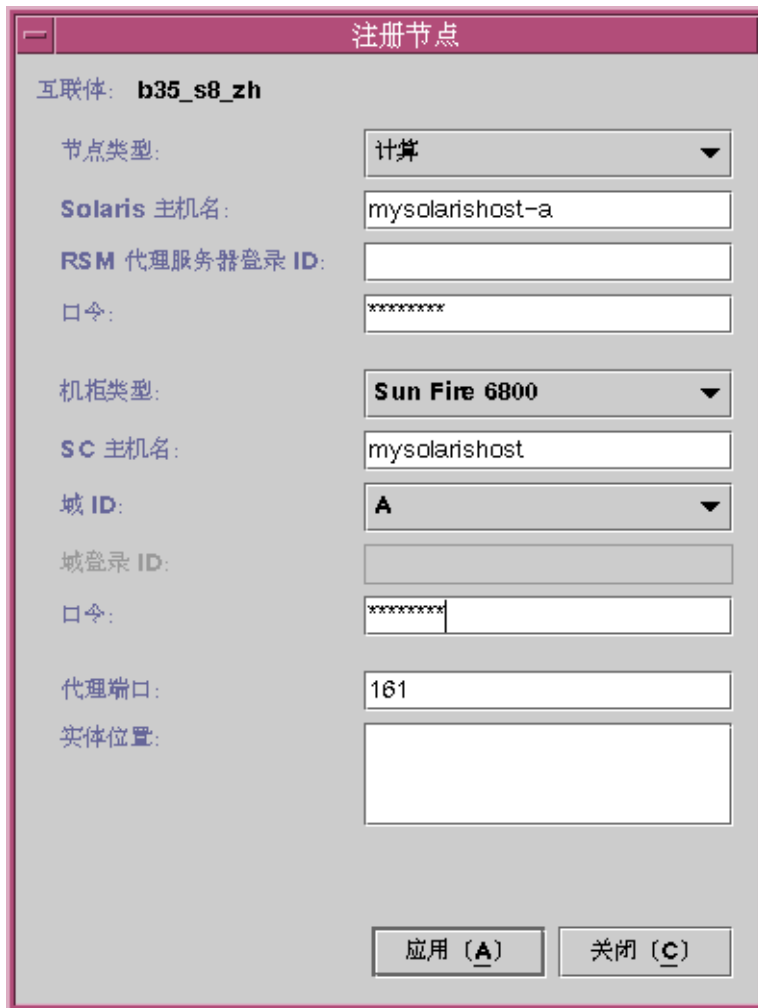 注册节点
互联体: b35_s8_zh
节点类型: 计算
Solaris 主机名: mysolarishost-a
RSM 代理服务器登录 ID:
口令: ********
机柜类型: Sun Fire 6800
SC 主机名: mysolarishost
域 ID: A
域登录 ID:
口令: ********
代理端口: 161
实体位置:
应用 (A) 关闭 (C)